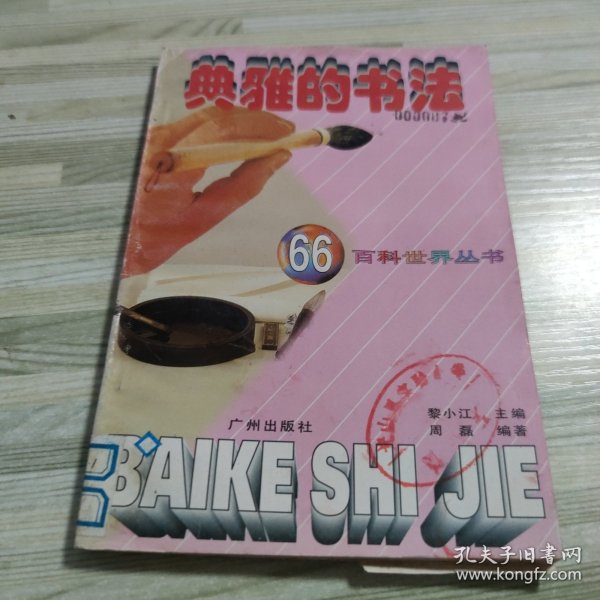 典雅的书法
66 百科世界丛书
黎小江 主编
周磊 编著
广州出版社
BAIKE SHI JIE
孔夫子旧书网
www.kongfz.com